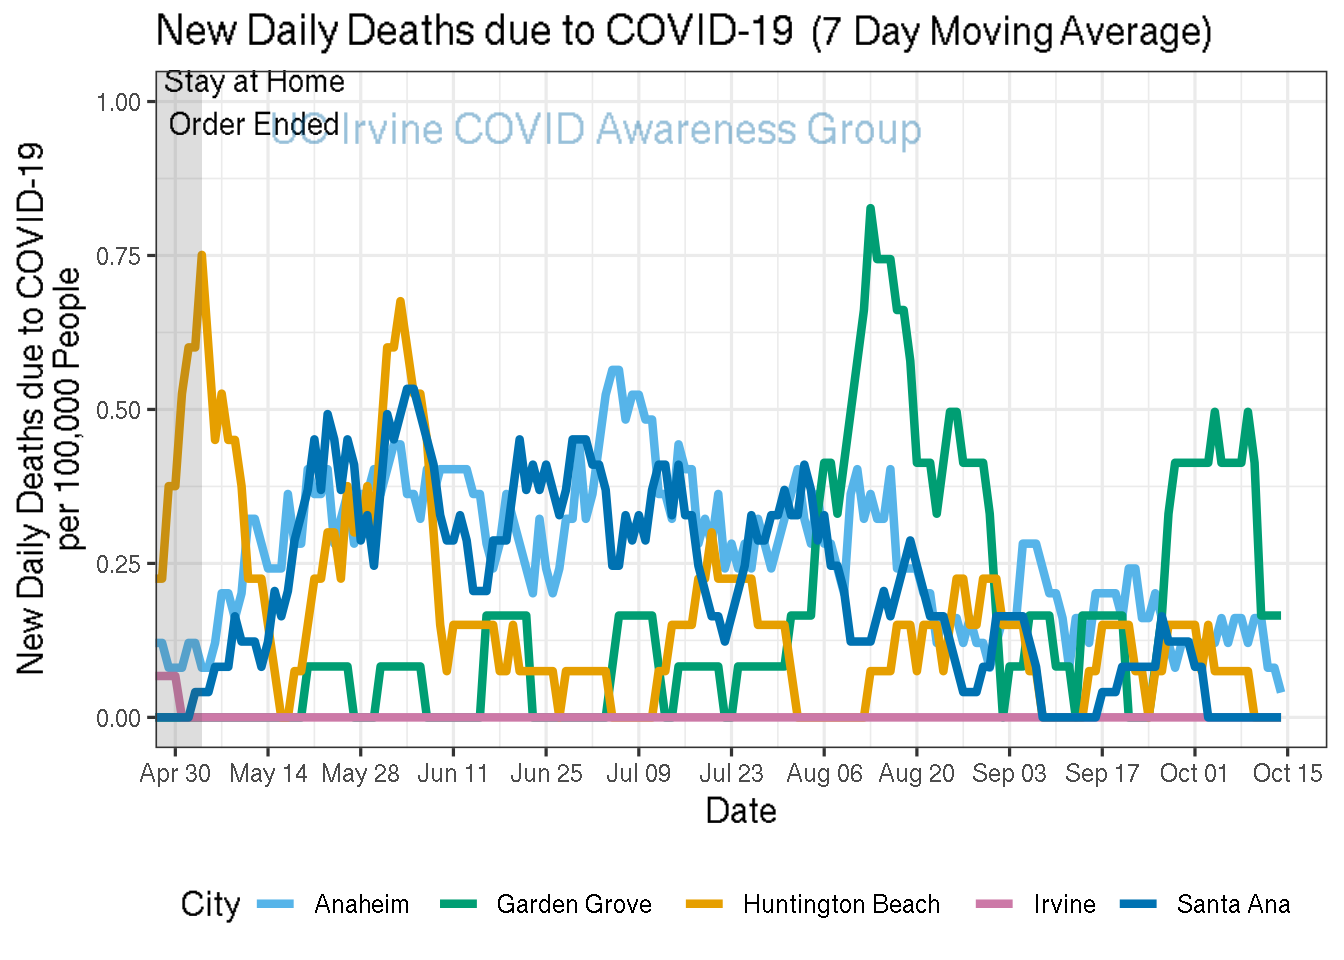 New Daily Deaths due to COVID-19 (7 Day Moving Average)
Stay at Home
Order Ended
UC Irvine COVID Awareness Group
New Daily Deaths due to COVID-19
per 100,000 People
1.00
0.75
0.50
0.25
0.00
Apr 30 May 14 May 28 Jun 11 Jun 25 Jul 09 Jul 23 Aug 06 Aug 20 Sep 03 Sep 17 Oct 01 Oct 15
Date
City Anaheim Garden Grove Huntington Beach Irvine Santa Ana